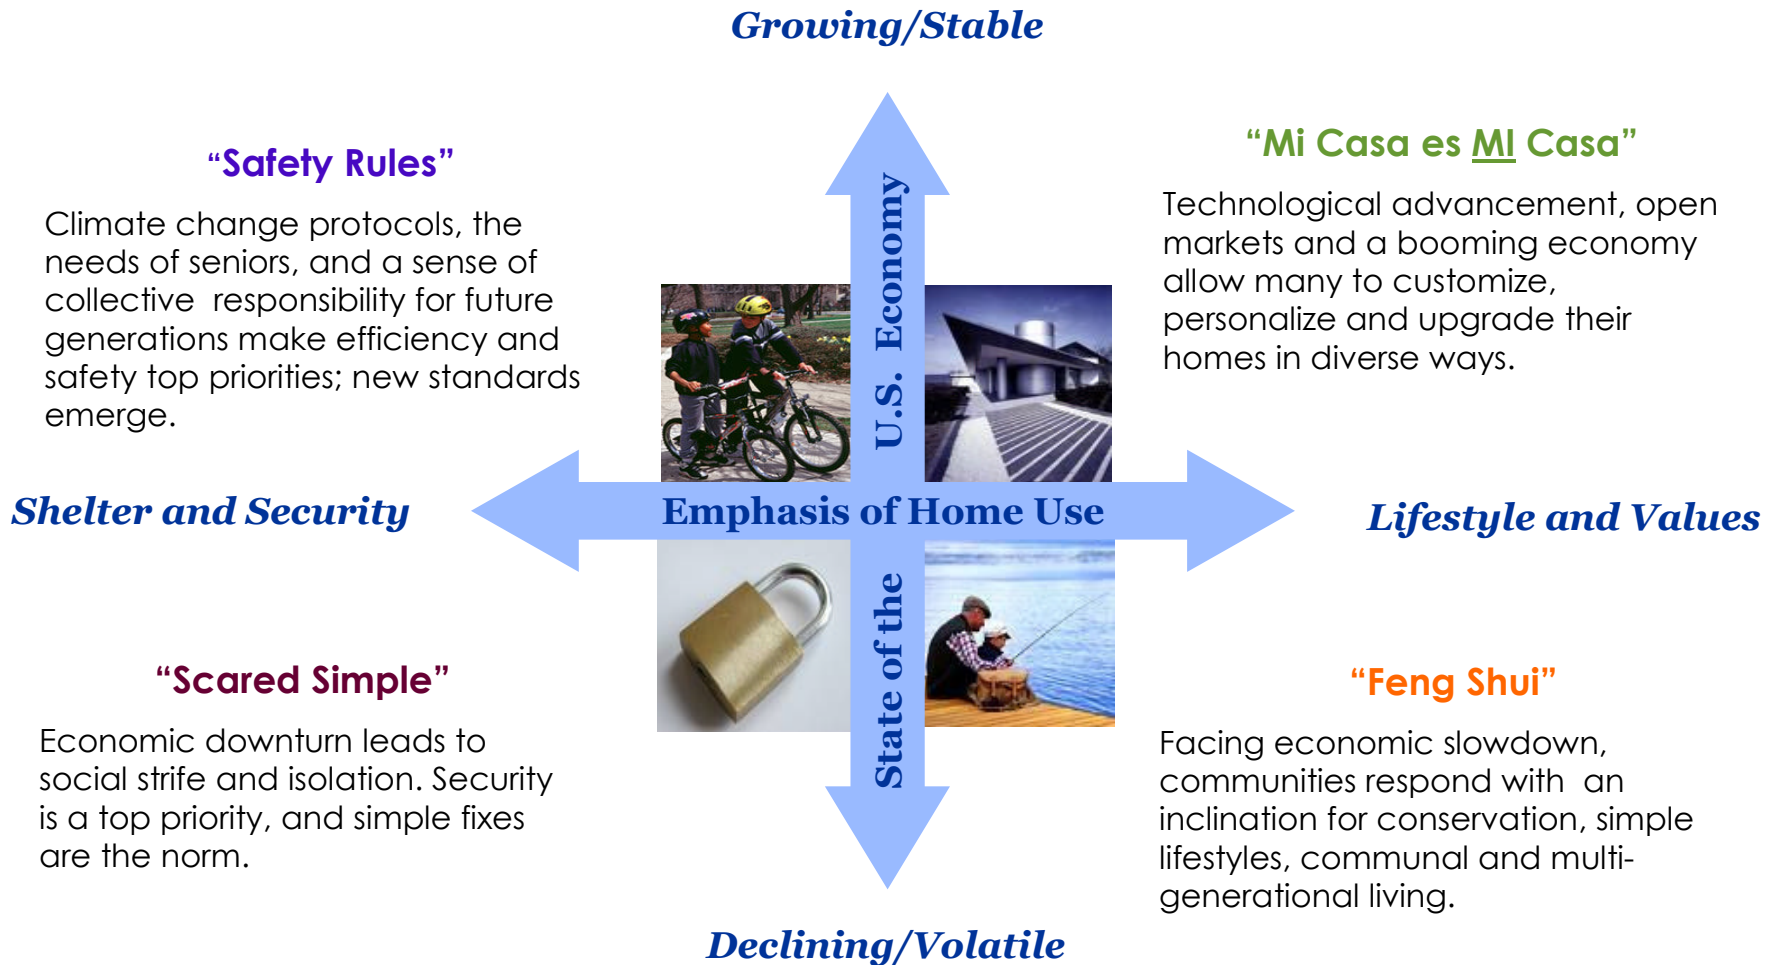 Growing/Stable
“Safety Rules”
Climate change protocols, the
needs of seniors, and a sense of
collective  responsibility for future
generations make efficiency and
safety top priorities; new standards
emerge.
“Mi Casa es MI Casa”
Technological advancement, open
markets and a booming economy
allow many to customize,
personalize and upgrade their
homes in diverse ways.
Shelter and Security
Emphasis of Home Use
Lifestyle and Values
State of the U.S. Economy
“Scared Simple”
Economic downturn leads to
social strife and isolation. Security
is a top priority, and simple fixes
are the norm.
“Feng Shui”
Facing economic slowdown,
communities respond with  an
inclination for conservation, simple
lifestyles, communal and multi-
generational living.
Declining/Volatile